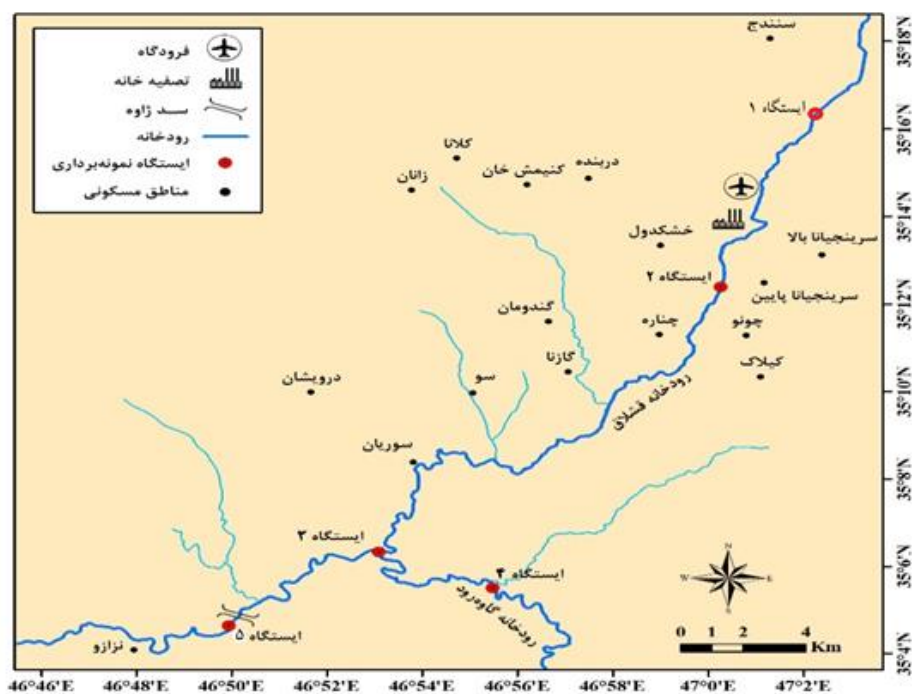 فرودگاه
تصفیه خانه
سد ژاوه
رودخانه
ایستگاه نمونه‌برداری
مناطق مسکونی
سنندج
ایستگاه ۱
کلانا
زانان
کنیمش خان
دربنده
خشکدول
سرینجیانا بالا
ایستگاه ۲
سرینجیانا پایین
گندومان
چناره
چونو
گازنا
کیلاک
درویشان
سو
رودخانه قشلاق
سوریان
ایستگاه ۳
ایستگاه ۴
رودخانه گاوه‌رود
ایستگاه ۵
نزازو
N
W
E
S
0 1 2 4
Km
35°18'N
35°16'N
35°14'N
35°12'N
35°10'N
35°8'N
35°6'N
35°4'N
46°46'E 46°48'E 46°50'E 46°52'E 46°54'E 46°56'E 46°58'E 47°0'E 47°2'E